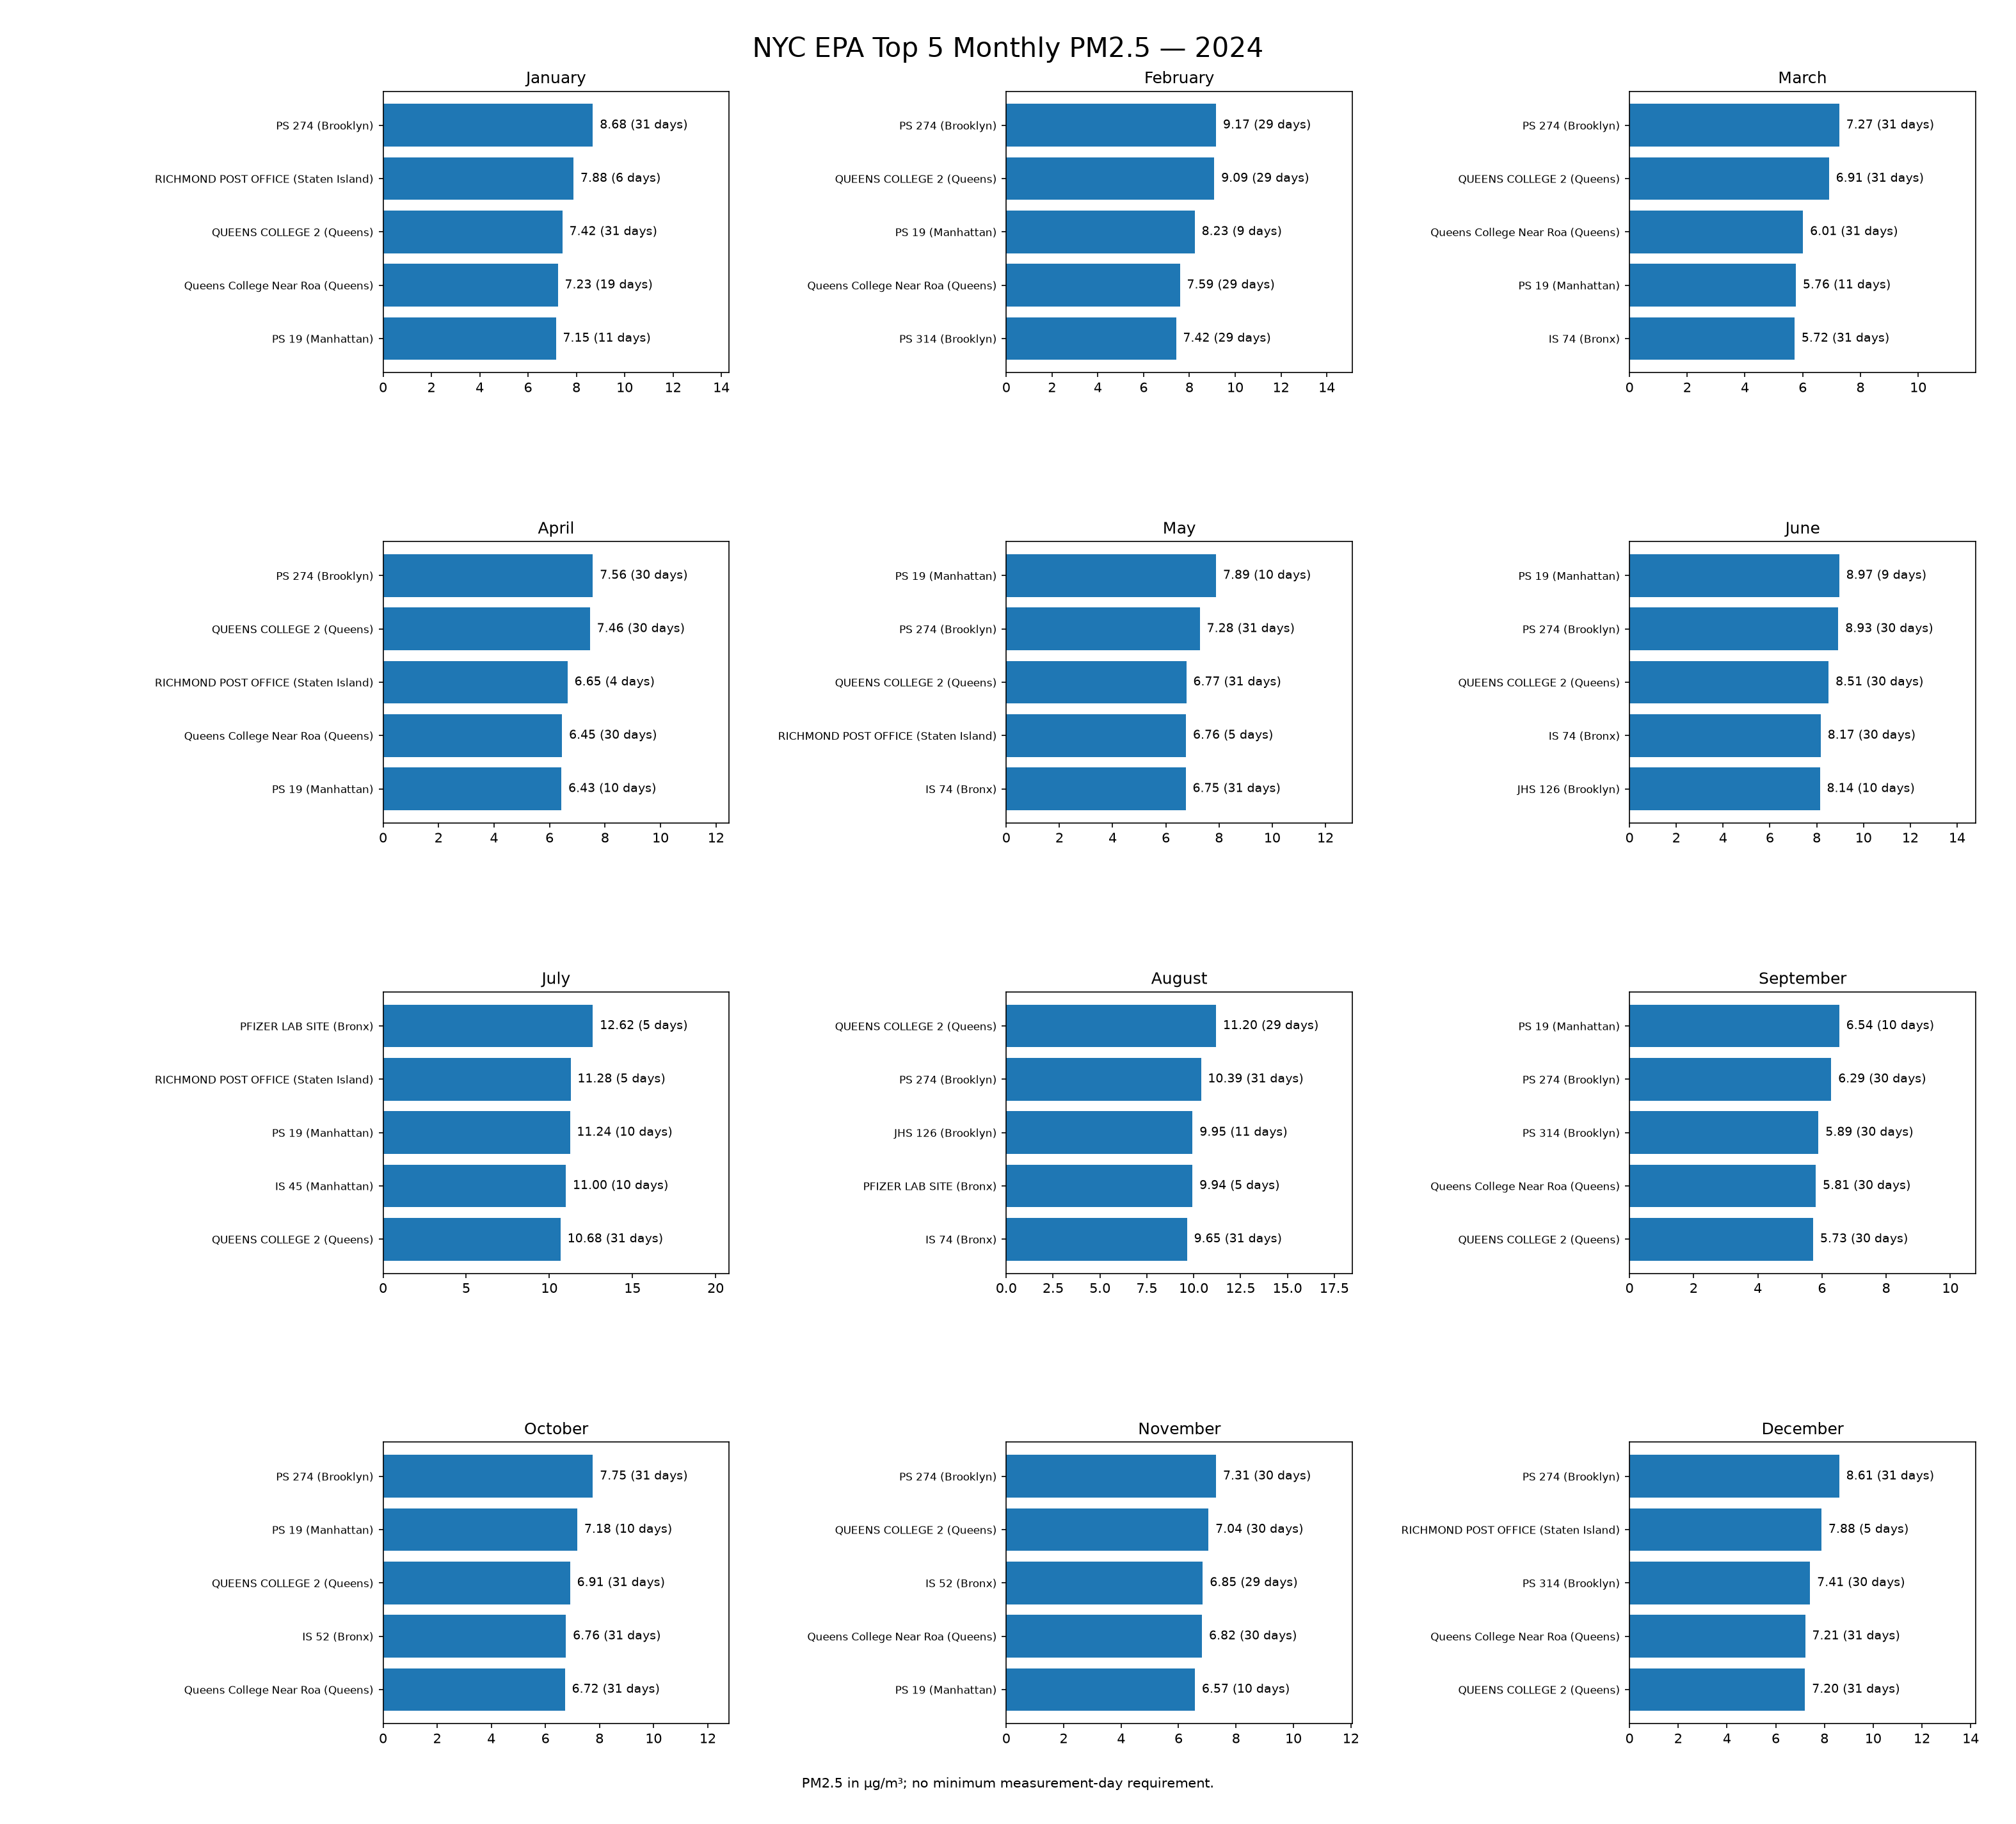 NYC EPA Top 5 Monthly PM2.5 — 2024
January
PS 274 (Brooklyn) 8.68 (31 days)
RICHMOND POST OFFICE (Staten Island) 7.88 (6 days)
QUEENS COLLEGE 2 (Queens) 7.42 (31 days)
Queens College Near Roa (Queens) 7.23 (19 days)
PS 19 (Manhattan) 7.15 (11 days)
0 2 4 6 8 10 12 14
February
PS 274 (Brooklyn) 9.17 (29 days)
QUEENS COLLEGE 2 (Queens) 9.09 (29 days)
PS 19 (Manhattan) 8.23 (9 days)
Queens College Near Roa (Queens) 7.59 (29 days)
PS 314 (Brooklyn) 7.42 (29 days)
0 2 4 6 8 10 12 14
March
PS 274 (Brooklyn) 7.27 (31 days)
QUEENS COLLEGE 2 (Queens) 6.91 (31 days)
Queens College Near Roa (Queens) 6.01 (31 days)
PS 19 (Manhattan) 5.76 (11 days)
IS 74 (Bronx) 5.72 (31 days)
0 2 4 6 8 10
April
PS 274 (Brooklyn) 7.56 (30 days)
QUEENS COLLEGE 2 (Queens) 7.46 (30 days)
RICHMOND POST OFFICE (Staten Island) 6.65 (4 days)
Queens College Near Roa (Queens) 6.45 (30 days)
PS 19 (Manhattan) 6.43 (10 days)
0 2 4 6 8 10 12
May
PS 19 (Manhattan) 7.89 (10 days)
PS 274 (Brooklyn) 7.28 (31 days)
QUEENS COLLEGE 2 (Queens) 6.77 (31 days)
RICHMOND POST OFFICE (Staten Island) 6.76 (5 days)
IS 74 (Bronx) 6.75 (31 days)
0 2 4 6 8 10 12
June
PS 19 (Manhattan) 8.97 (9 days)
PS 274 (Brooklyn) 8.93 (30 days)
QUEENS COLLEGE 2 (Queens) 8.51 (30 days)
IS 74 (Bronx) 8.17 (30 days)
JHS 126 (Brooklyn) 8.14 (10 days)
0 2 4 6 8 10 12 14
July
PFIZER LAB SITE (Bronx) 12.62 (5 days)
RICHMOND POST OFFICE (Staten Island) 11.28 (5 days)
PS 19 (Manhattan) 11.24 (10 days)
IS 45 (Manhattan) 11.00 (10 days)
QUEENS COLLEGE 2 (Queens) 10.68 (31 days)
0 5 10 15 20
August
QUEENS COLLEGE 2 (Queens) 11.20 (29 days)
PS 274 (Brooklyn) 10.39 (31 days)
JHS 126 (Brooklyn) 9.95 (11 days)
PFIZER LAB SITE (Bronx) 9.94 (5 days)
IS 74 (Bronx) 9.65 (31 days)
0.0 2.5 5.0 7.5 10.0 12.5 15.0 17.5
September
PS 19 (Manhattan) 6.54 (10 days)
PS 274 (Brooklyn) 6.29 (30 days)
PS 314 (Brooklyn) 5.89 (30 days)
Queens College Near Roa (Queens) 5.81 (30 days)
QUEENS COLLEGE 2 (Queens) 5.73 (30 days)
0 2 4 6 8 10
October
PS 274 (Brooklyn) 7.75 (31 days)
PS 19 (Manhattan) 7.18 (10 days)
QUEENS COLLEGE 2 (Queens) 6.91 (31 days)
IS 52 (Bronx) 6.76 (31 days)
Queens College Near Roa (Queens) 6.72 (31 days)
0 2 4 6 8 10 12
November
PS 274 (Brooklyn) 7.31 (30 days)
QUEENS COLLEGE 2 (Queens) 7.04 (30 days)
IS 52 (Bronx) 6.85 (29 days)
Queens College Near Roa (Queens) 6.82 (30 days)
PS 19 (Manhattan) 6.57 (10 days)
0 2 4 6 8 10 12
December
PS 274 (Brooklyn) 8.61 (31 days)
RICHMOND POST OFFICE (Staten Island) 7.88 (5 days)
PS 314 (Brooklyn) 7.41 (30 days)
Queens College Near Roa (Queens) 7.21 (31 days)
QUEENS COLLEGE 2 (Queens) 7.20 (31 days)
0 2 4 6 8 10 12 14
PM2.5 in µg/m³; no minimum measurement-day requirement.